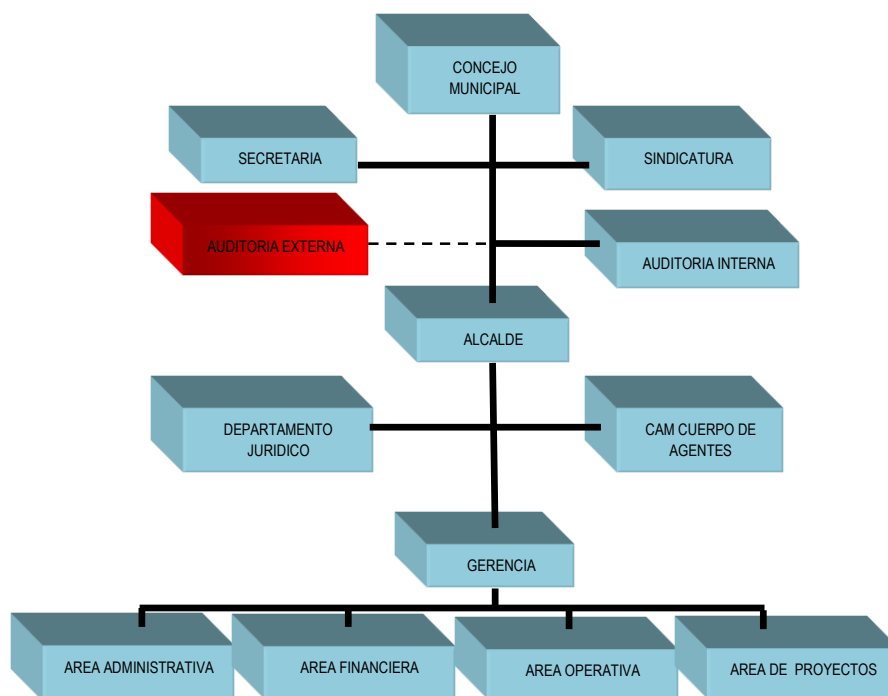 CONCEJO
MUNICIPAL
SECRETARIA
SINDICATURA
AUDITORIA EXTERNA
AUDITORIA INTERNA
ALCALDE
DEPARTAMENTO
JURIDICO
CAM CUERPO DE
AGENTES
GERENCIA
AREA ADMINISTRATIVA
AREA FINANCIERA
AREA OPERATIVA
AREA DE PROYECTOS